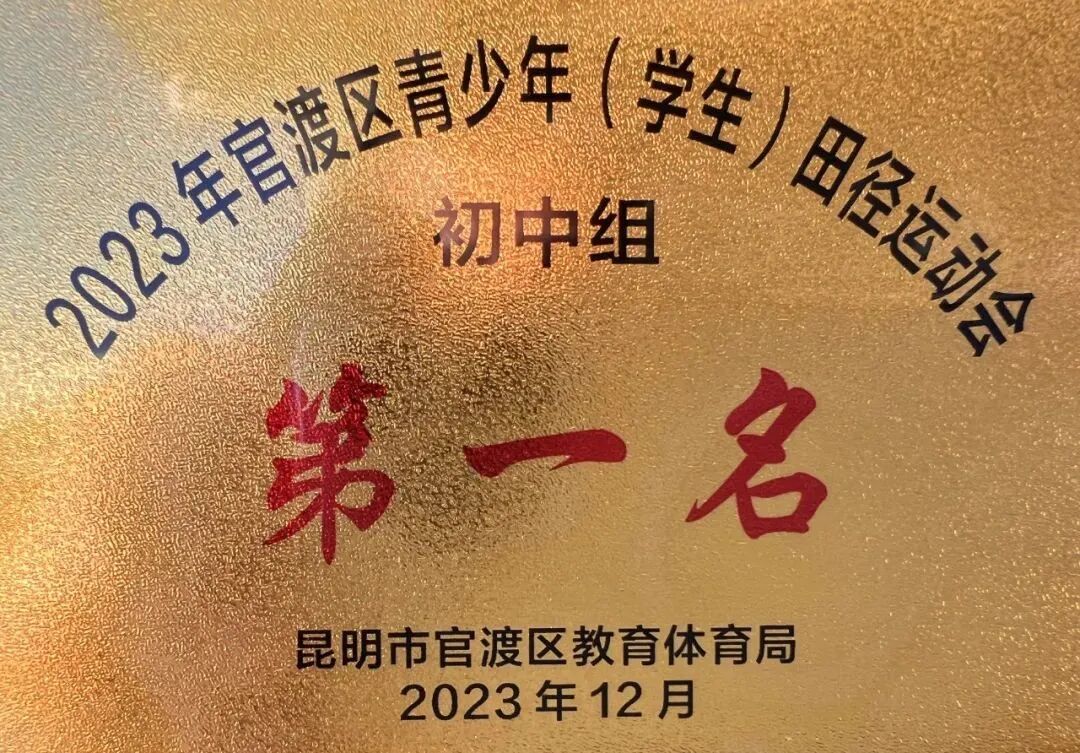 2023年官渡区青少年（学生）田径运动会
初中组
第一名
昆明市官渡区教育体育局
2023年12月